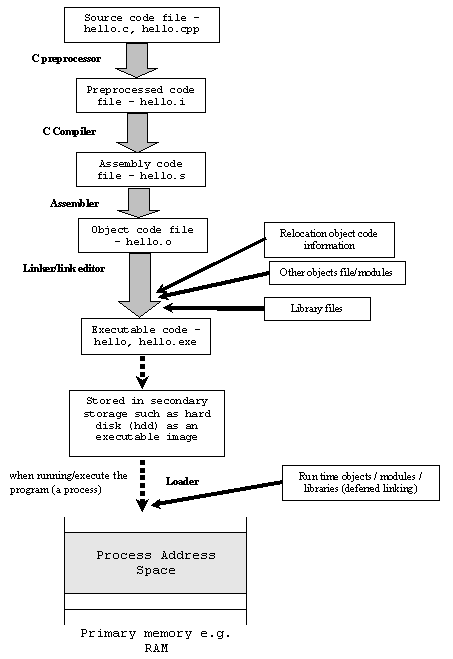 Source code file –
hello.c, hello.cpp
C preprocessor
Preprocessed code
file – hello.i
C Compiler
Assembly code
file – hello.s
Assembler
Object code file
– hello.o
Relocation object code
information
Linker/link editor
Other objects file/modules
Library files
Executable code –
hello, hello.exe
Stored in secondary
storage such as hard
disk (hdd) as an
executable image
when running/execute the
program (a process)
Loader
Run time objects / modules /
libraries (deferred linking)
Process Address
Space
Primary memory e.g.
RAM